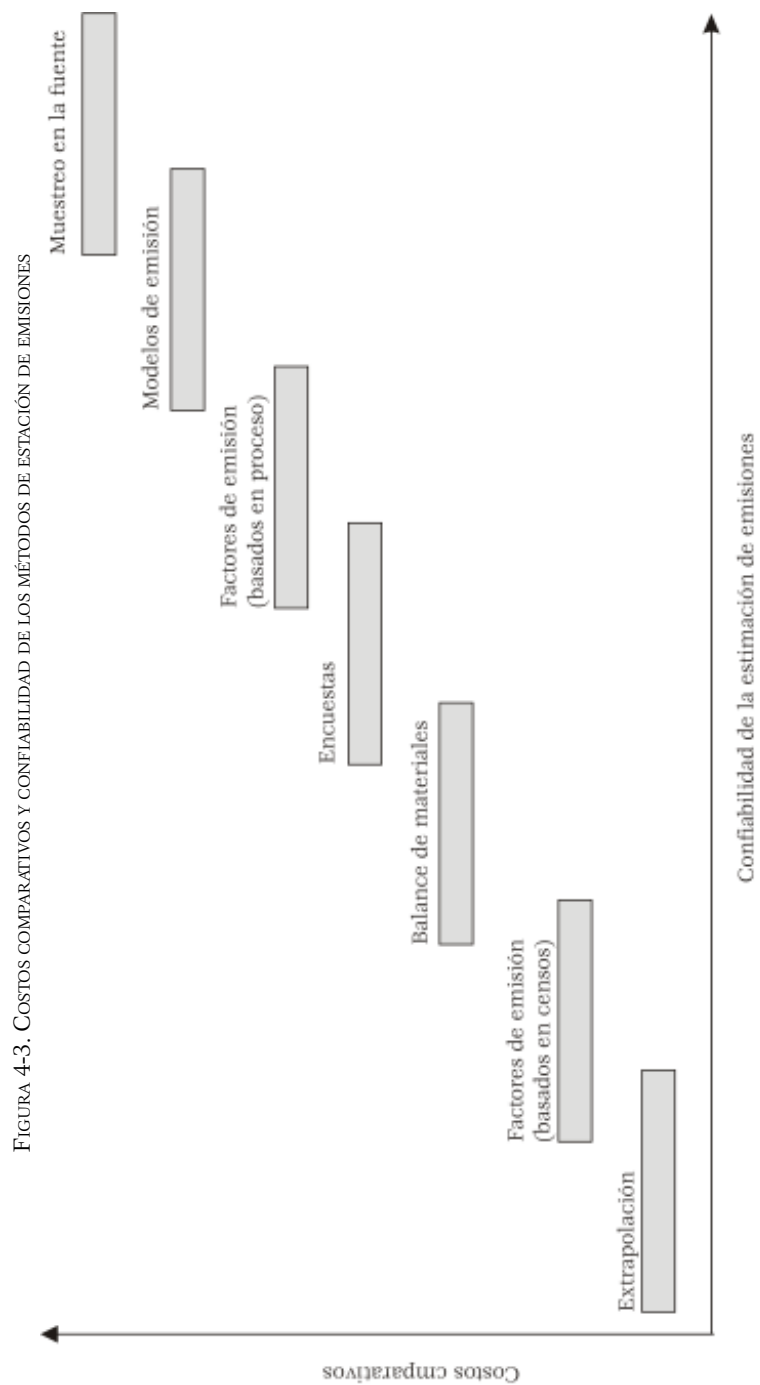 FIGURA 4-3. COSTOS COMPARATIVOS Y CONFIABILIDAD DE LOS MÉTODOS DE ESTACIÓN DE EMISIONES
Muestreo en la fuente
Modelos de emisión
Factores de emisión
(basados en proceso)
Encuestas
Balance de materiales
Factores de emisión
(basados en censos)
Extrapolación
Costos cmparativos
Confiabilidad de la estimación de emisiones